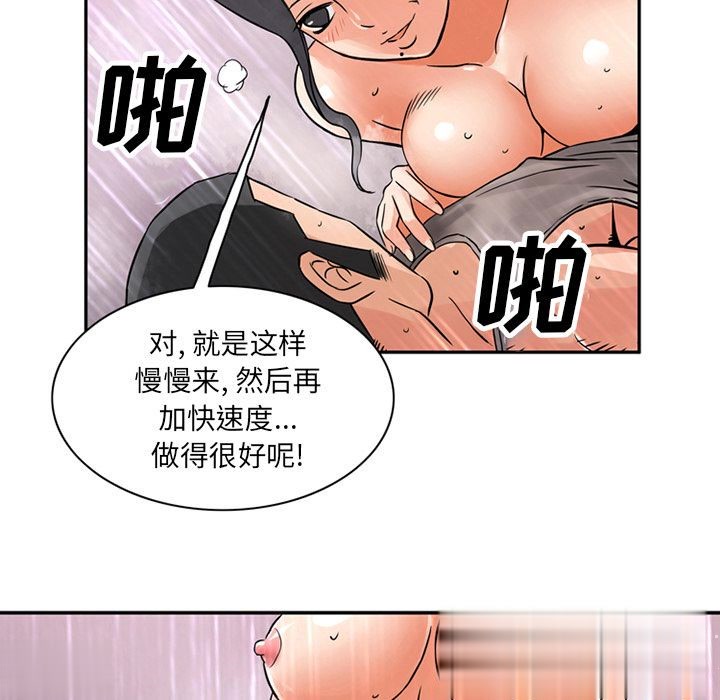 啪
啪
对, 就是这样
慢慢来, 然后再
加快速度...
做得很好呢!